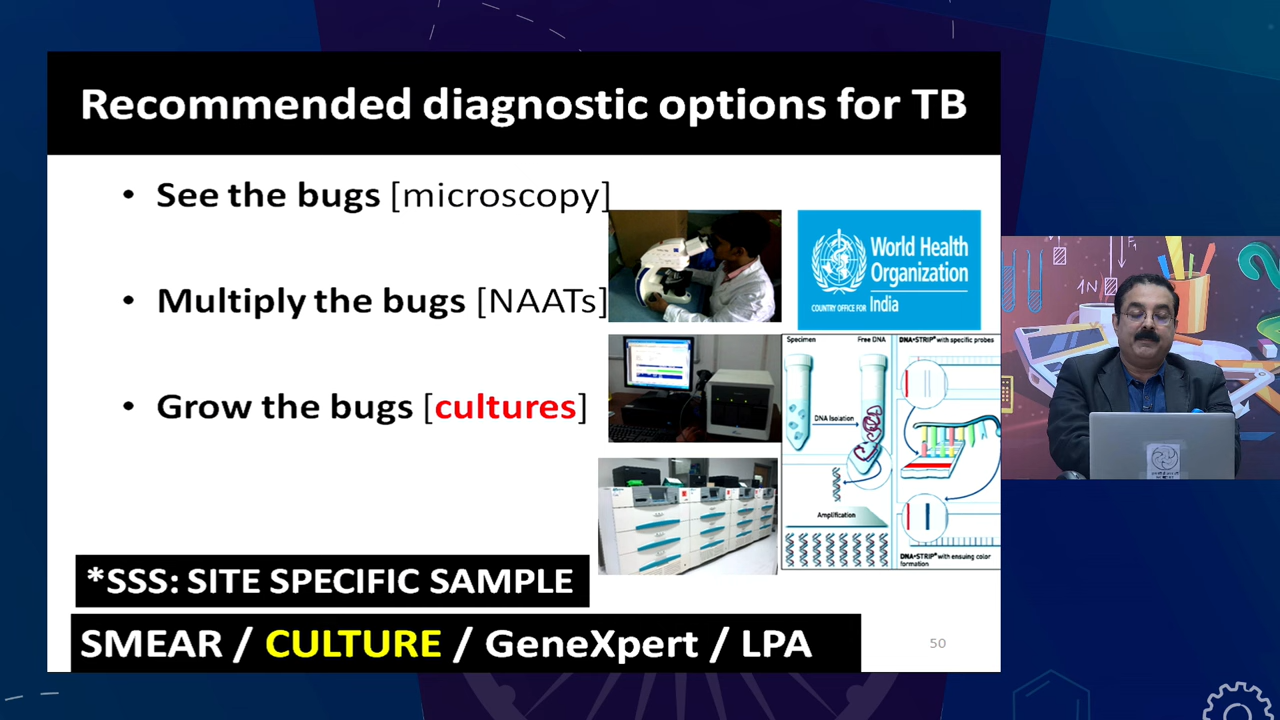 Recommended diagnostic options for TB
• See the bugs [microscopy]
• Multiply the bugs [NAATs]
• Grow the bugs [cultures]
World Health
Organization
COUNTRY OFFICE FOR India
Specimen
Free DNA
DNA•STRIP® with specific probes
DNA Isolation
Amplification
DNA•STRIP® with ensuing color
formation
*SSS: SITE SPECIFIC SAMPLE
SMEAR / CULTURE / GeneXpert / LPA
50
1N
F₁